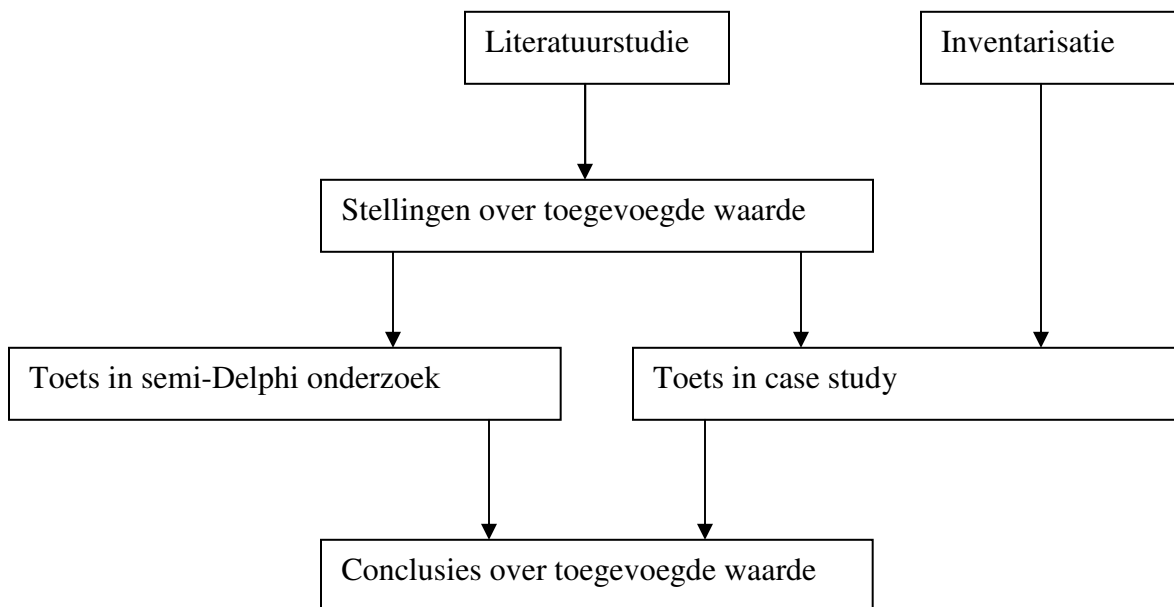 Literatuurstudie
Inventarisatie
Stellingen over toegevoegde waarde
Toets in semi-Delphi onderzoek
Toets in case study
Conclusies over toegevoegde waarde